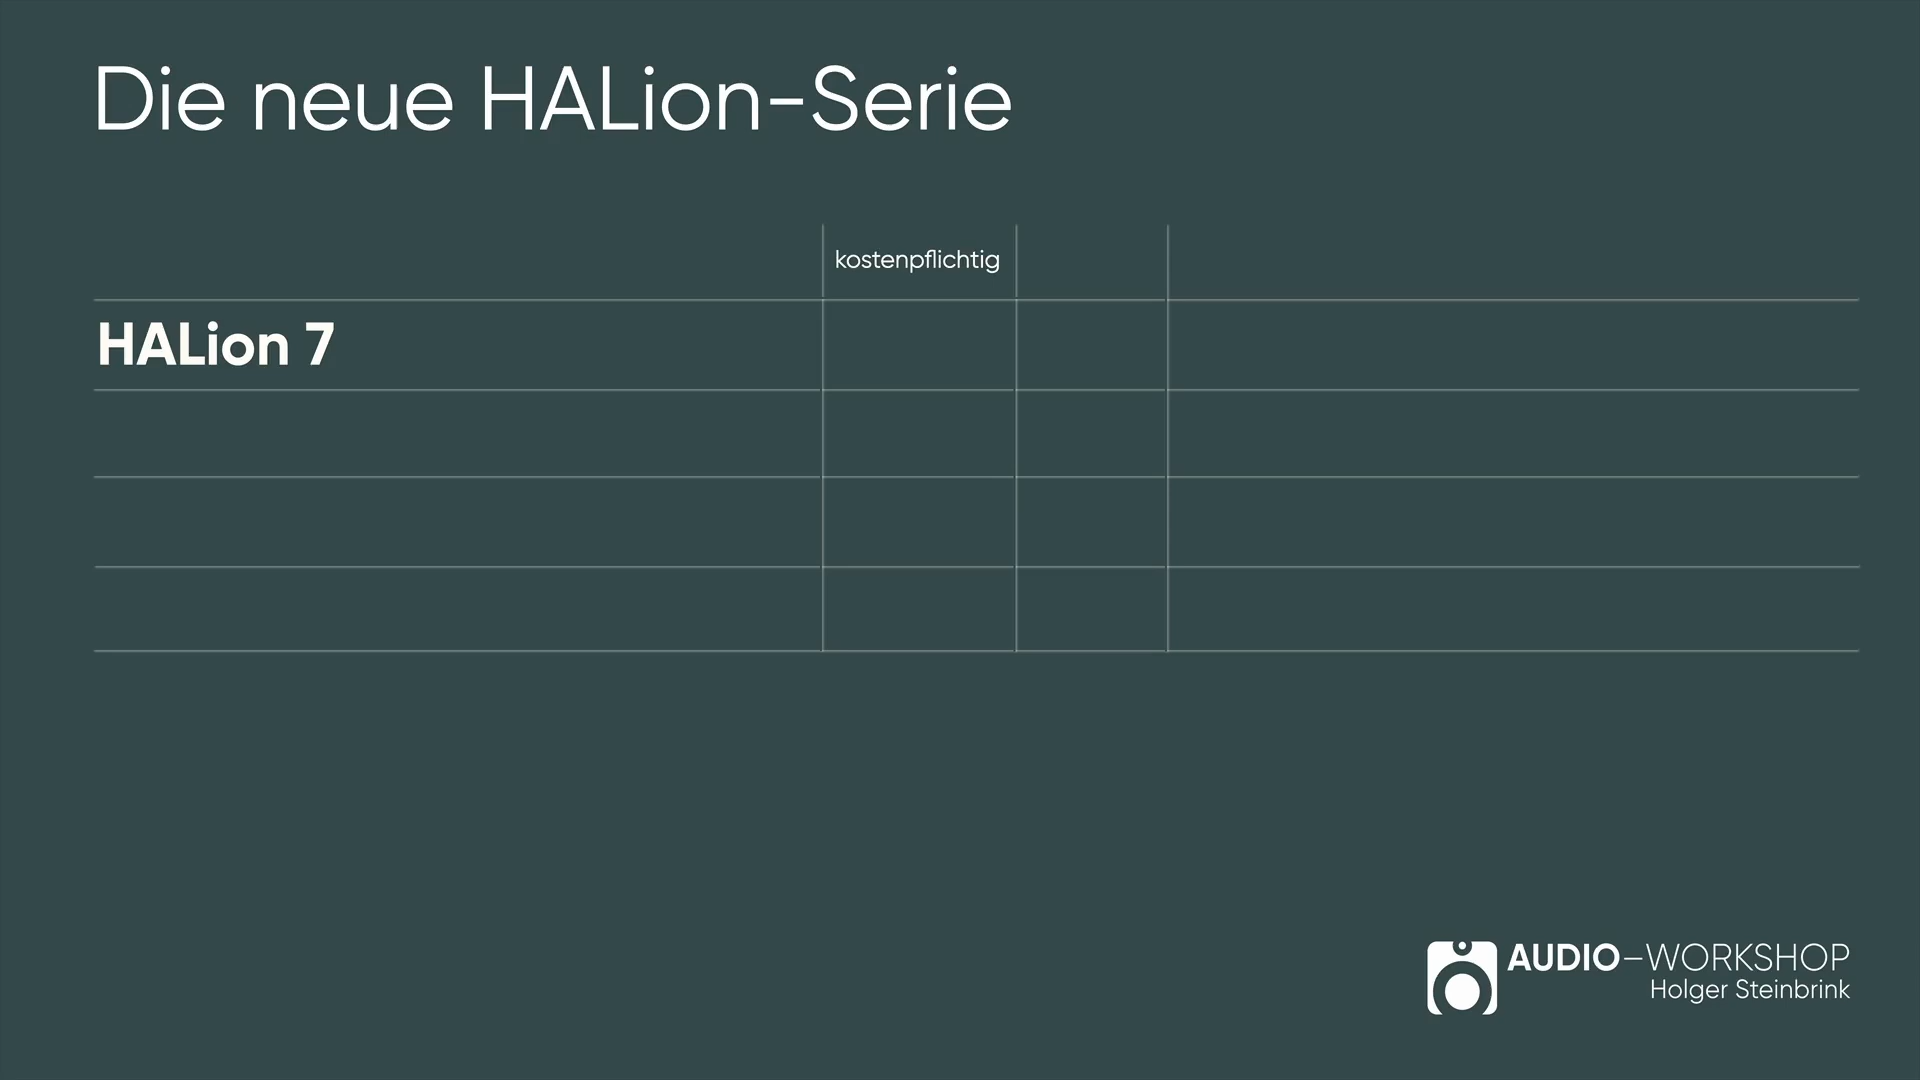 Die neue HALion-Serie
kostenpflichtig
HALion 7
AUDIO-WORKSHOP
Holger Steinbrink